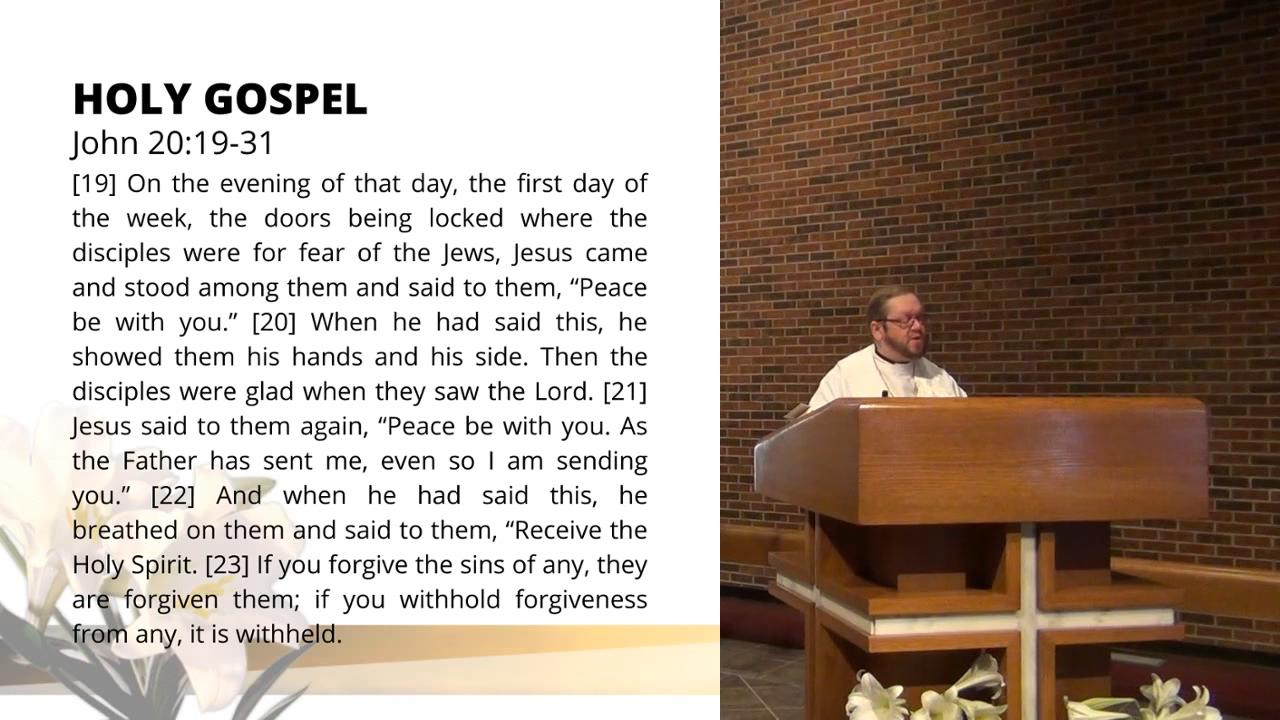 HOLY GOSPEL
John 20:19-31
[19] On the evening of that day, the first day of
the week, the doors being locked where the
disciples were for fear of the Jews, Jesus came
and stood among them and said to them, “Peace
be with you.” [20] When he had said this, he
showed them his hands and his side. Then the
disciples were glad when they saw the Lord. [21]
Jesus said to them again, “Peace be with you. As
the Father has sent me, even so I am sending
you.” [22] And when he had said this, he
breathed on them and said to them, “Receive the
Holy Spirit. [23] If you forgive the sins of any, they
are forgiven them; if you withhold forgiveness
from any, it is withheld.